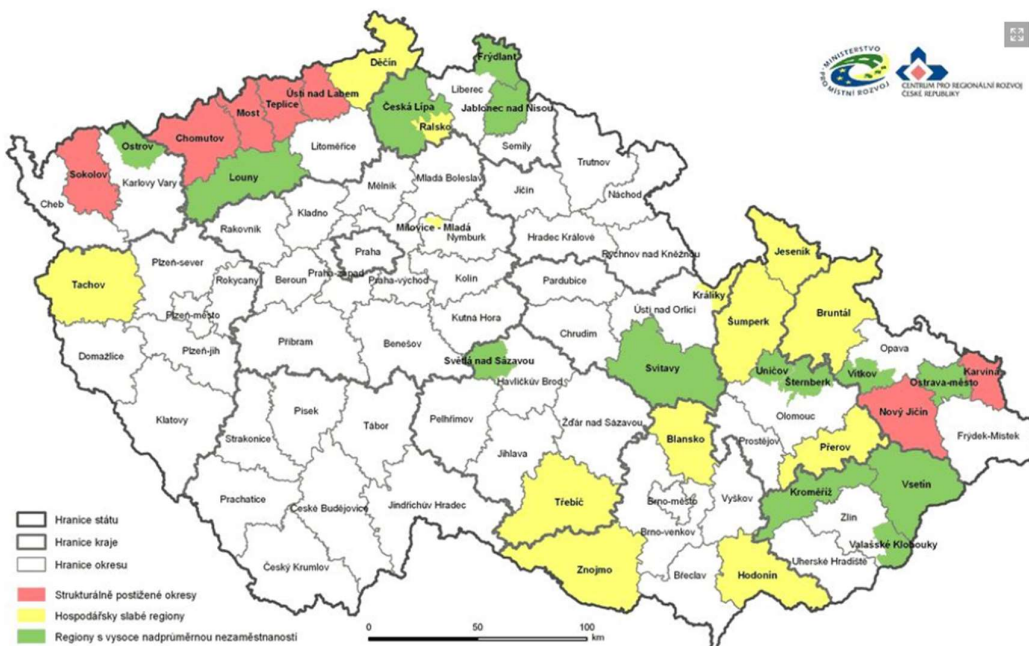 MINISTERSTVO
PRO MÍSTNÍ ROZVOJ
CENTRUM PRO REGIONÁLNÍ ROZVOJ
ČESKÉ REPUBLIKY
Děčín
Frýdlant
Ústí nad Labem
Liberec
Teplice
Česká Lípa
Jablonec nad Nisou
Most
Ralsko
Chomutov
Ostrov
Litoměřice
Semily
Trutnov
Sokolov
Louny
Karlovy Vary
Mělník
Mladá Boleslav
Jičín
Náchod
Cheb
Kladno
Rakovník
Milovice - Mladá
Nymburk
Hradec Králové
Rychnov nad Kněžnou
Jeseník
Praha
Plzeň-sever
Rokycany
Beroun
Praha-západ
Praha-východ
Kolín
Pardubice
Tachov
Králíky
Ústí nad Orlicí
Šumperk
Bruntál
Plzeň-město
Kutná Hora
Chrudim
Opava
Příbram
Benešov
Domažlice
Plzeň-jih
Světlá nad Sázavou
Svitavy
Uničov
Vítkov
Karviná
Havlíčkův Brod
Šternberk
Ostrava-město
Klatovy
Písek
Pelhřimov
Olomouc
Nový Jičín
Tábor
Žďár nad Sázavou
Strakonice
Blansko
Prostějov
Přerov
Frýdek-Místek
Jihlava
Vsetín
Prachatice
České Budějovice
Jindřichův Hradec
Třebíč
Brno-město
Vyškov
Kroměříž
Zlín
Brno-venkov
Valašské Klobouky
Český Krumlov
Znojmo
Břeclav
Hodonín
Uherské Hradiště
Hranice státu
Hranice kraje
Hranice okresu
Strukturálně postižené okresy
Hospodářsky slabé regiony
Regiony s vysoce nadprůměrnou nezaměstnaností
0 50 100
km